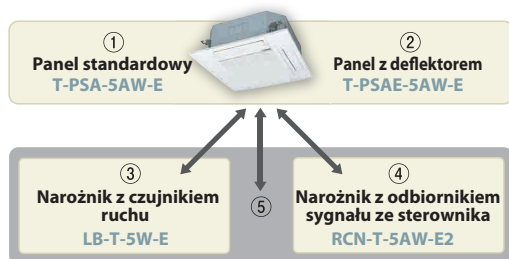 ①
Panel standardowy
T-PSA-5AW-E
②
Panel z deflektorem
T-PSAE-5AW-E
③
Narożnik z czujnikiem
ruchu
LB-T-5W-E
⑤
④
Narożnik z odbiornikiem
sygnału ze sterownika
RCN-T-5AW-E2